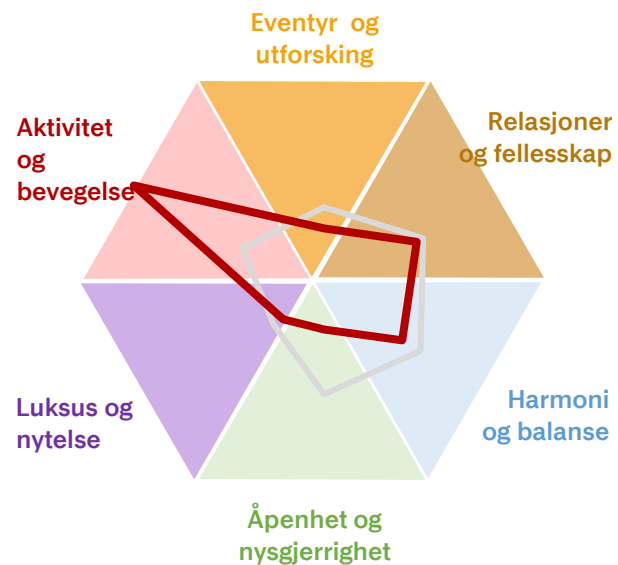 Eventyr og
utforsking
Aktivitet
og
bevegelse
Relasjoner
og fellesskap
Luksus og
nytelse
Harmoni
og balanse
Åpenhet og
nysgjerrighet